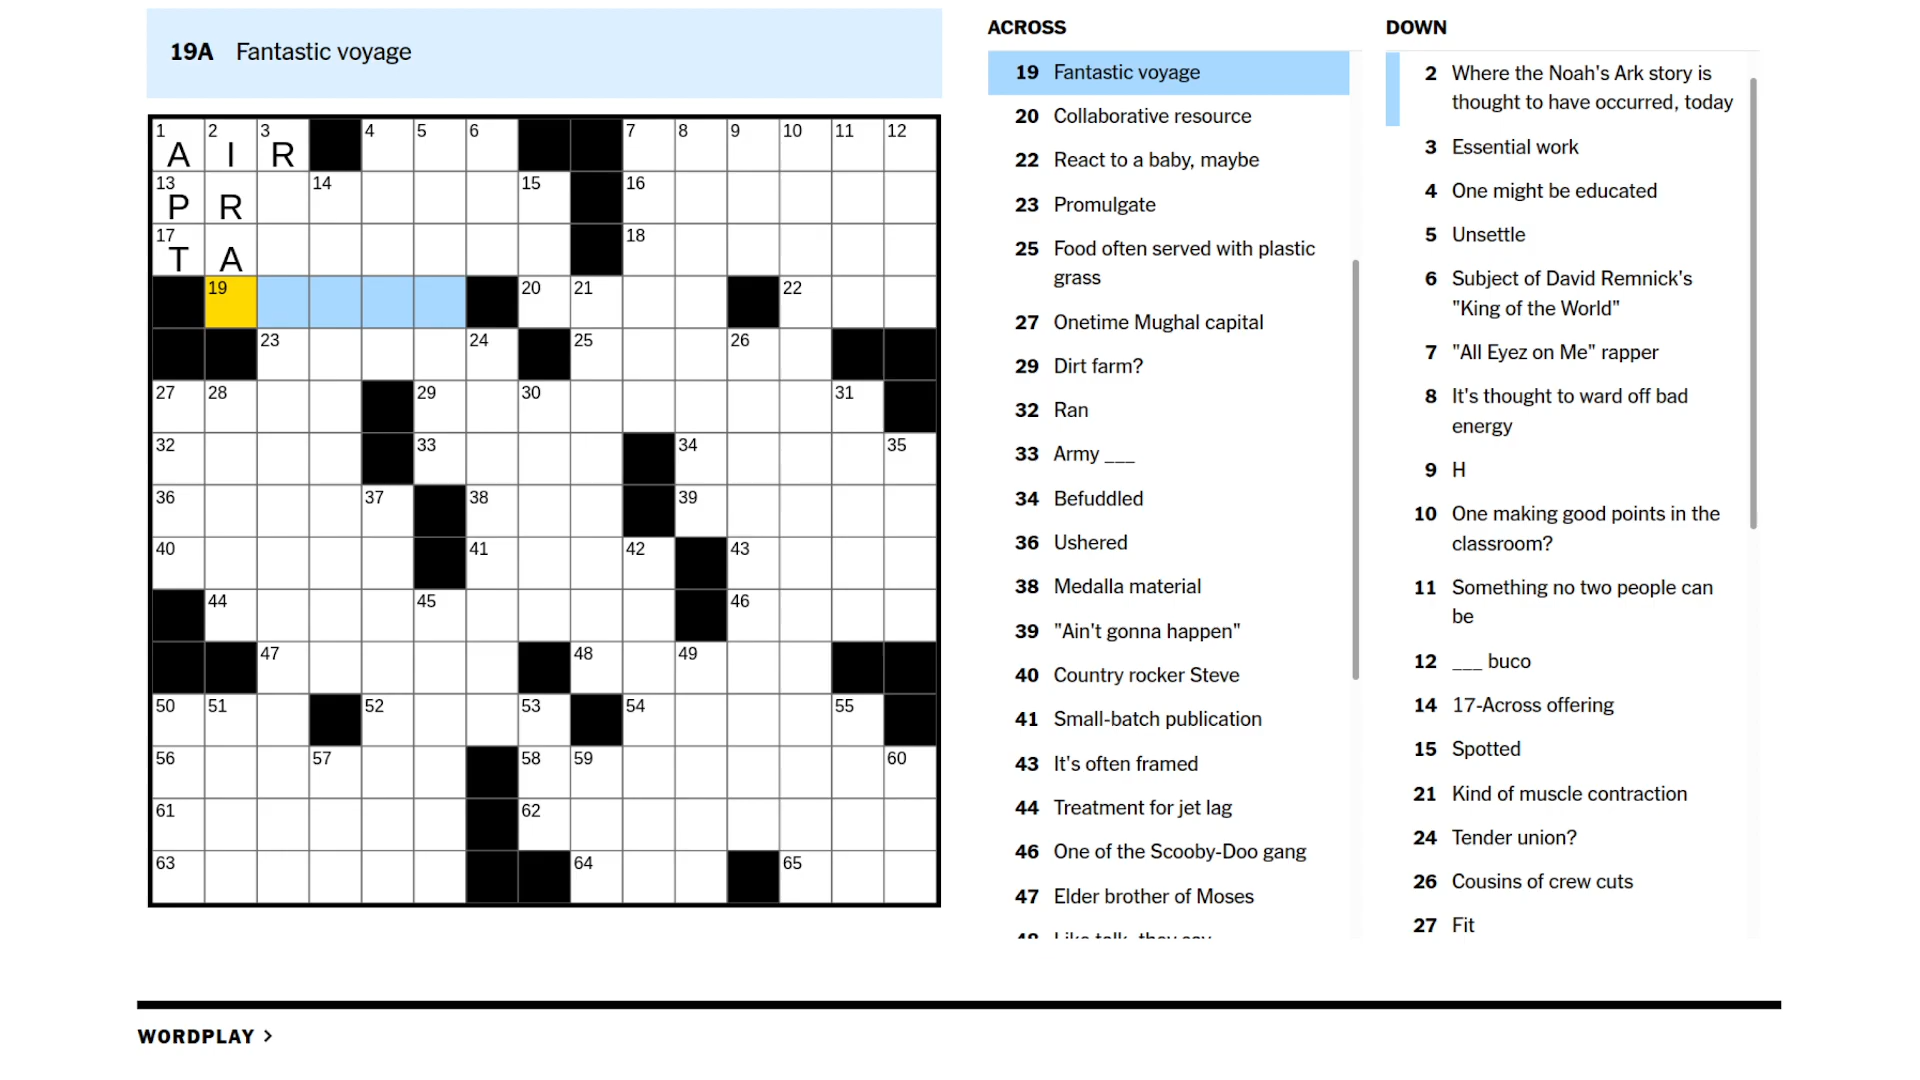 19A Fantastic voyage
1 2 3 4 5 6 7 8 9 10 11 12
A I R
13 14 15 16
P R
17 18
T A
19 20 21 22
23 24 25 26
27 28 29 30 31
32 33 34 35
36 37 38 39
40 41 42 43
44 45 46
47 48 49
50 51 52 53 54 55
56 57 58 59 60
61 62
63 64 65
ACROSS
19 Fantastic voyage
20 Collaborative resource
22 React to a baby, maybe
23 Promulgate
25 Food often served with plastic
grass
27 Onetime Mughal capital
29 Dirt farm?
32 Ran
33 Army ___
34 Befuddled
36 Ushered
38 Medalla material
39 "Ain't gonna happen"
40 Country rocker Steve
41 Small-batch publication
43 It's often framed
44 Treatment for jet lag
46 One of the Scooby-Doo gang
47 Elder brother of Moses
48 Like talk, they say
DOWN
2 Where the Noah's Ark story is
thought to have occurred, today
3 Essential work
4 One might be educated
5 Unsettle
6 Subject of David Remnick's
"King of the World"
7 "All Eyez on Me" rapper
8 It's thought to ward off bad
energy
9 H
10 One making good points in the
classroom?
11 Something no two people can
be
12 ___ buco
14 17-Across offering
15 Spotted
21 Kind of muscle contraction
24 Tender union?
26 Cousins of crew cuts
27 Fit
WORDPLAY >